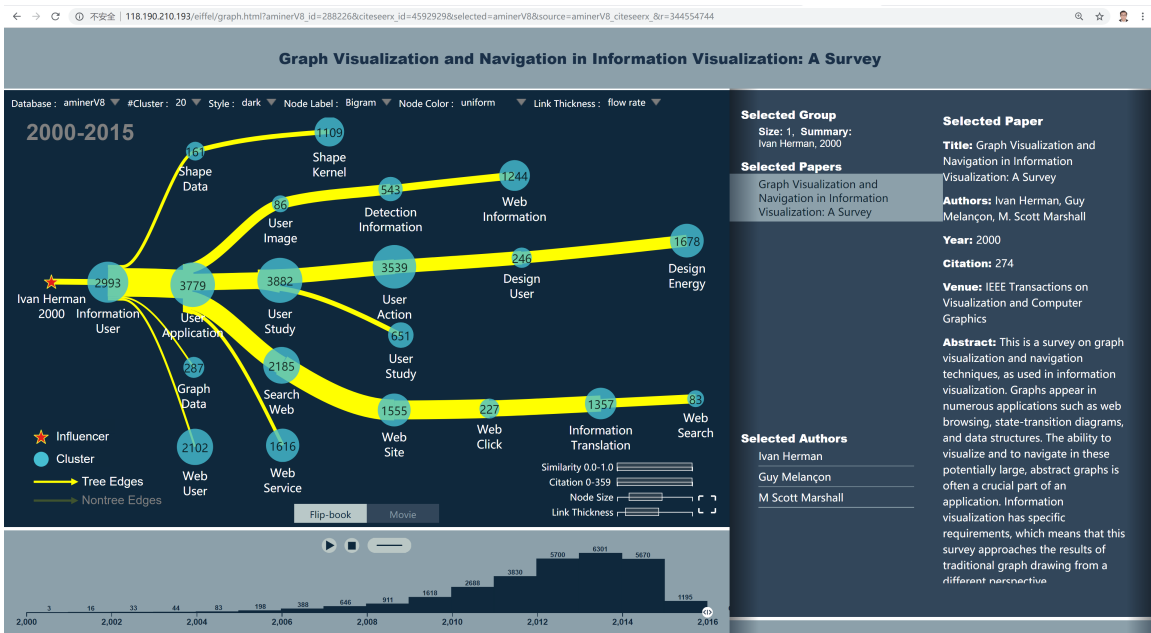 不安全 | 118.190.210.193/eiffel/graph.html?aminerV8_id=288226&citeseerx_id=4592929&selected=aminerV8&source=aminerV8_citeseerx_&r=344554744
Graph Visualization and Navigation in Information Visualization: A Survey
Database : aminerV8 #Cluster : 20 Style : dark Node Label : Bigram Node Color : uniform Link Thickness : flow rate
2000-2015
161
Shape
Data
1109
Shape
Kernel
86
User
Image
543
Detection
Information
1244
Web
Information
Ivan Herman
2000
2993
Information
User
3779
User
Application
3882
User
Study
3539
User
Action
246
Design
User
1678
Design
Energy
651
User
Study
287
Graph
Data
2185
Search
Web
1555
Web
Site
227
Web
Click
1357
Information
Translation
83
Web
Search
2102
Web
User
1616
Web
Service
Influencer
Cluster
Tree Edges
Nontree Edges
Similarity 0.0-1.0
Citation 0-359
Node Size
Link Thickness
Flip-book
Movie
3 16 33 44 83 198 388 646 911 1618 2688 3830 5700 6301 5670 1195
2,000 2,002 2,004 2,006 2,008 2,010 2,012 2,014 2,016
Selected Group
Size: 1, Summary:
Ivan Herman, 2000
Selected Papers
Graph Visualization and
Navigation in Information
Visualization: A Survey
Selected Authors
Ivan Herman
Guy Melançon
M Scott Marshall
Selected Paper
Title: Graph Visualization and
Navigation in Information
Visualization: A Survey
Authors: Ivan Herman, Guy
Melançon, M. Scott Marshall
Year: 2000
Citation: 274
Venue: IEEE Transactions on
Visualization and Computer
Graphics
Abstract: This is a survey on graph
visualization and navigation
techniques, as used in information
visualization. Graphs appear in
numerous applications such as web
browsing, state-transition diagrams,
and data structures. The ability to
visualize and to navigate in these
potentially large, abstract graphs is
often a crucial part of an
application. Information
visualization has specific
requirements, which means that this
survey approaches the results of
traditional graph drawing from a
different perspective